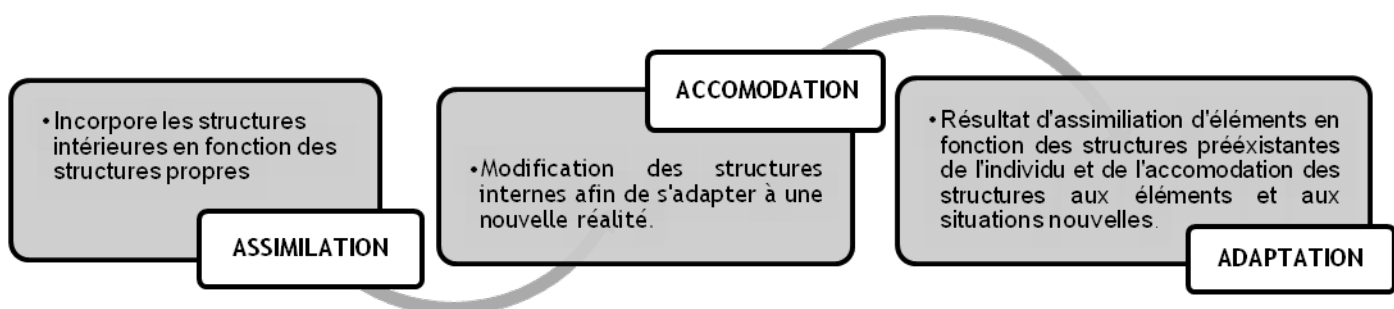 • Incorpore les structures
intérieures en fonction des
structures propres
ASSIMILATION
ACCOMODATION
•Modification des structures
internes afin de s'adapter à une
nouvelle réalité.
• Résultat d'assimiliation d'éléments en
fonction des structures prééxistantes
de l'individu et de l'accomodation des
structures aux éléments et aux
situations nouvelles.
ADAPTATION